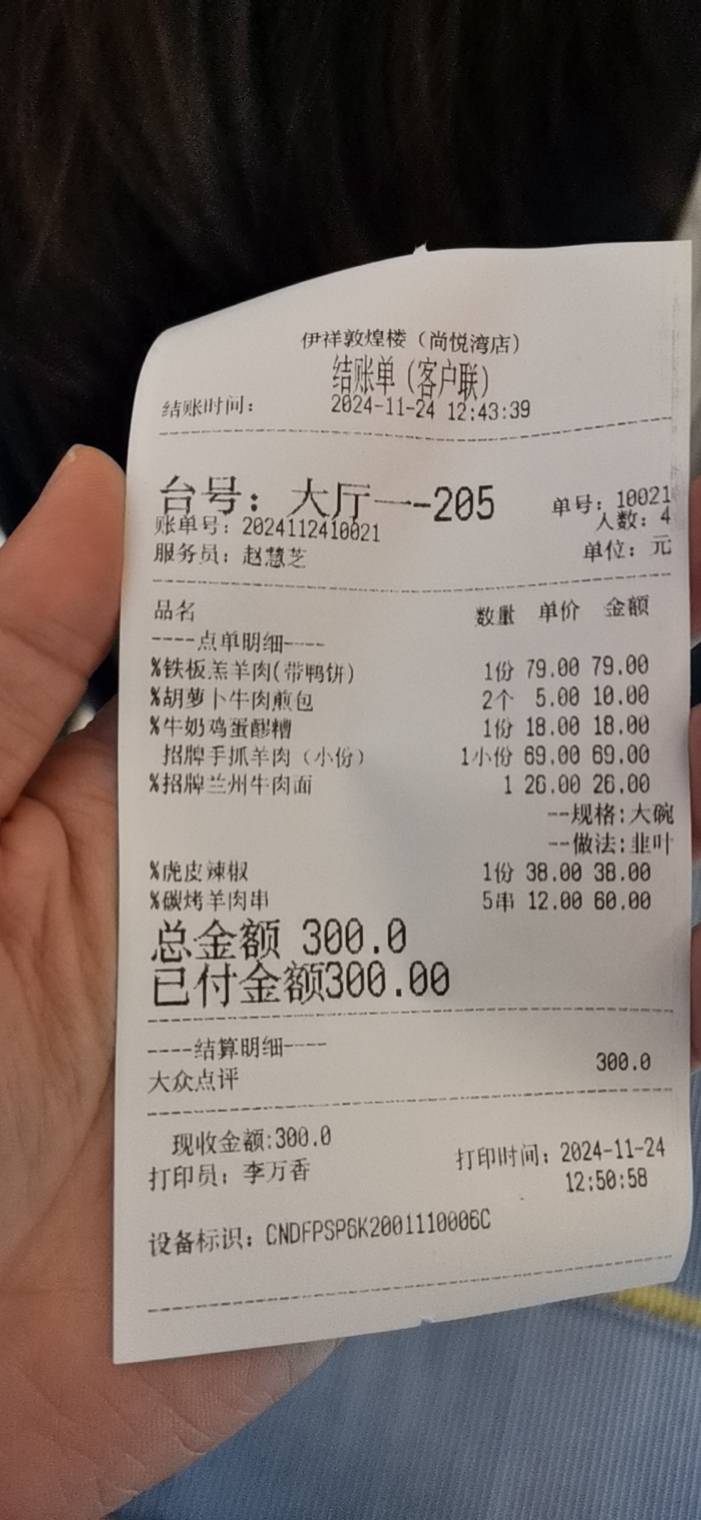 伊祥敦煌楼（尚悦湾店）
结账单（客户联）
结账时间： 2024-11-24 12:43:39
台号：大厅一-205 单号：10021
账单号：2024112410021 人数：4
服务员：赵慧芝 单位：元
品名 数量 单价 金额
----点单明细----
%铁板羔羊肉(带鸭饼) 1份 79.00 79.00
%胡萝卜牛肉煎包 2个 5.00 10.00
%牛奶鸡蛋醪糟 1份 18.00 18.00
招牌手抓羊肉（小份） 1小份 69.00 69.00
%招牌兰州牛肉面 1 26.00 26.00
--规格:大碗
--做法:韭叶
%虎皮辣椒 1份 38.00 38.00
%碳烤羊肉串 5串 12.00 60.00
总金额 300.0
已付金额300.00
----结算明细----
大众点评 300.0
现收金额:300.0
打印员：李万香 打印时间：2024-11-24
12:50:58
设备标识：CNDFPSP6K2001110006C